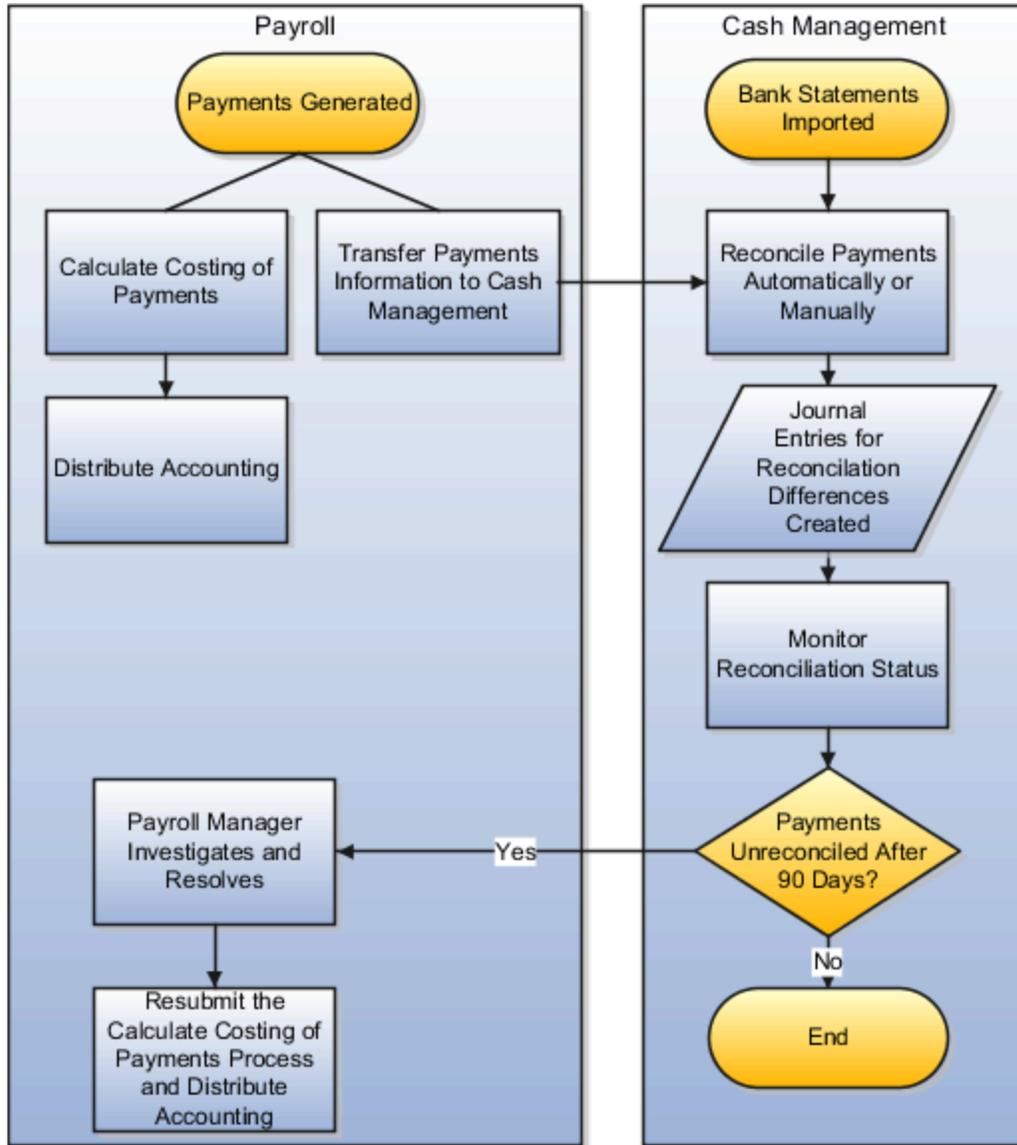 Payroll
Payments Generated
Calculate Costing of
Payments
Transfer Payments
Information to Cash
Management
Distribute Accounting
Payroll Manager
Investigates and
Resolves
Resubmit the
Calculate Costing of
Payments Process
and Distribute
Accounting
Cash Management
Bank Statements
Imported
Reconcile Payments
Automatically or
Manually
Journal
Entries for
Reconcilation
Differences
Created
Monitor
Reconciliation Status
Payments
Unreconciled After
90 Days?
Yes
No
End